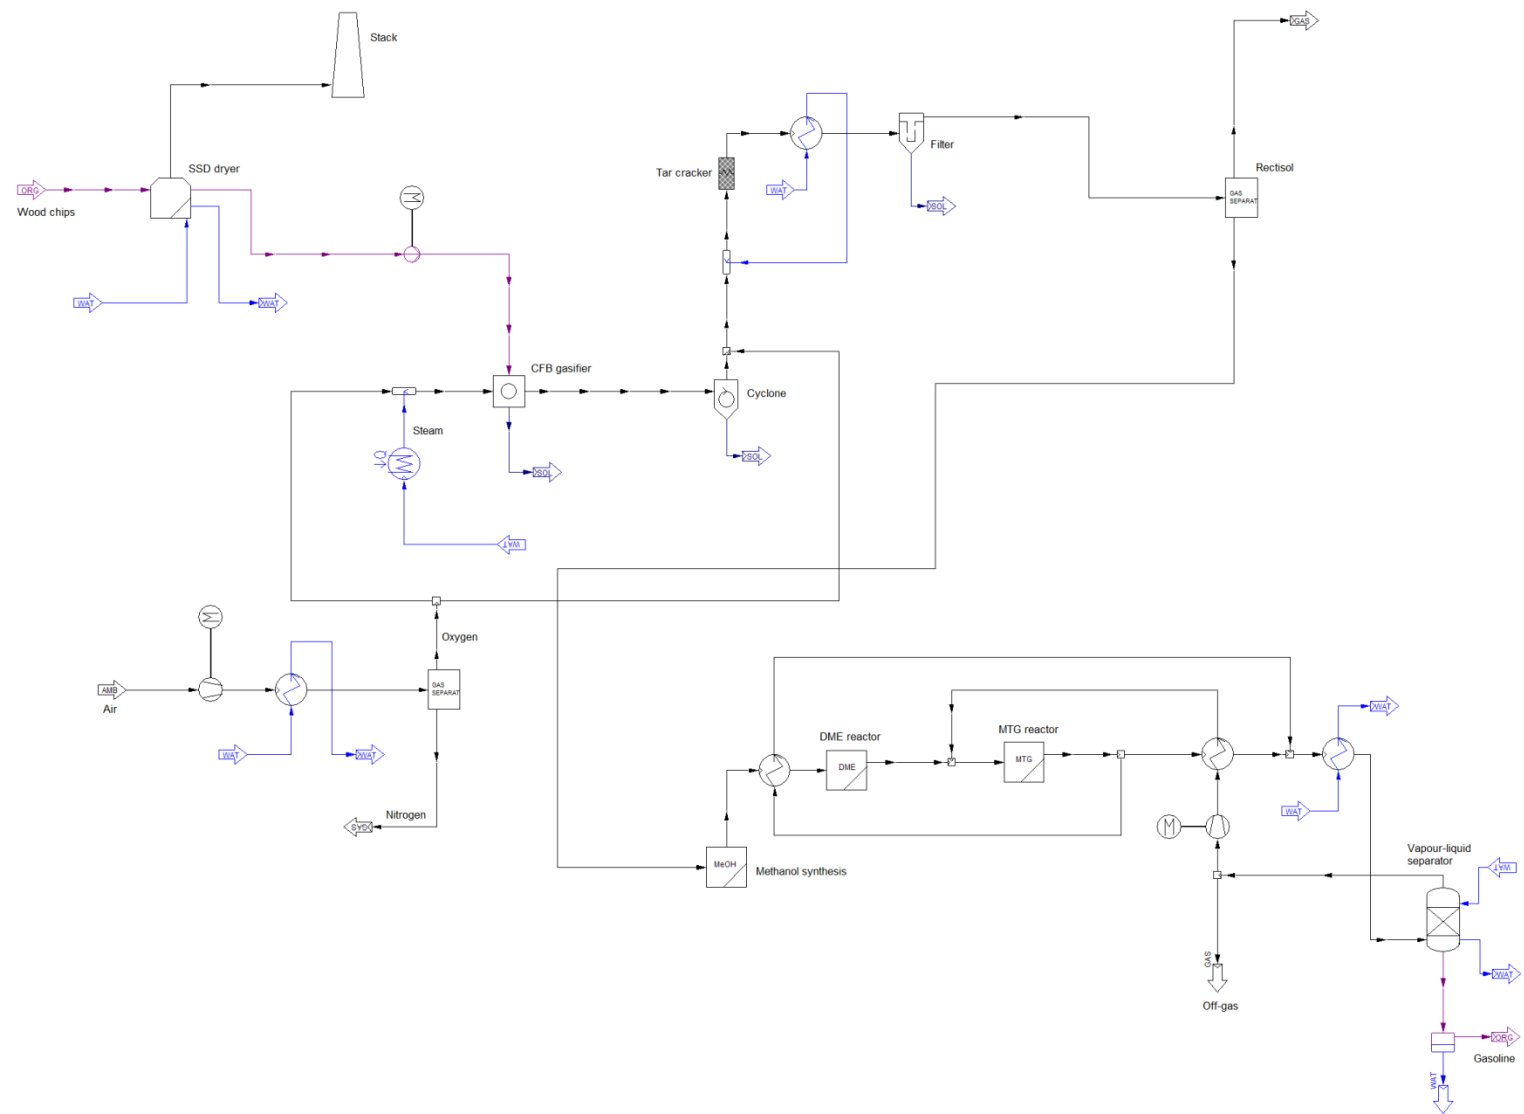 GAS
Stack
Filter
Tar cracker
SSD dryer
Rectisol
ORG
WAT
GAS
SEPARAT
Wood chips
SOL
M
WAT
WAT
CFB gasifier
Cyclone
Steam
Q
SOL
SOL
WAT
M
Oxygen
AMB
GAS
SEPARAT
Air
WAT
WAT
Nitrogen
GAS
WAT
DME reactor
MTG reactor
DME
MTG
WAT
M
MeOH
Methanol synthesis
Vapour-liquid
separator
WAT
GAS
WAT
Off-gas
ORG
Gasoline
WAT